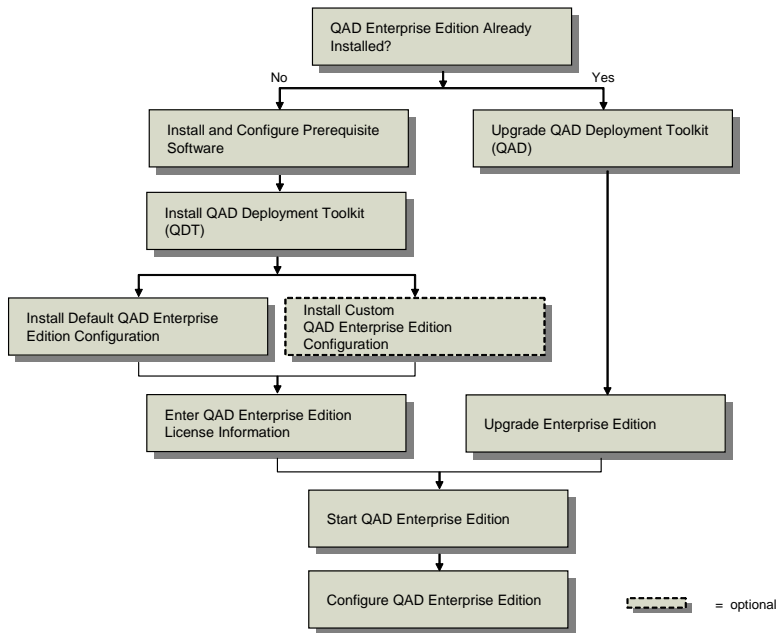 QAD Enterprise Edition Already
Installed?
No
Yes
Install and Configure Prerequisite
Software
Upgrade QAD Deployment Toolkit
(QAD)
Install QAD Deployment Toolkit
(QDT)
Install Default QAD Enterprise
Edition Configuration
Install Custom
QAD Enterprise Edition
Configuration
Enter QAD Enterprise Edition
License Information
Upgrade Enterprise Edition
Start QAD Enterprise Edition
Configure QAD Enterprise Edition
= optional